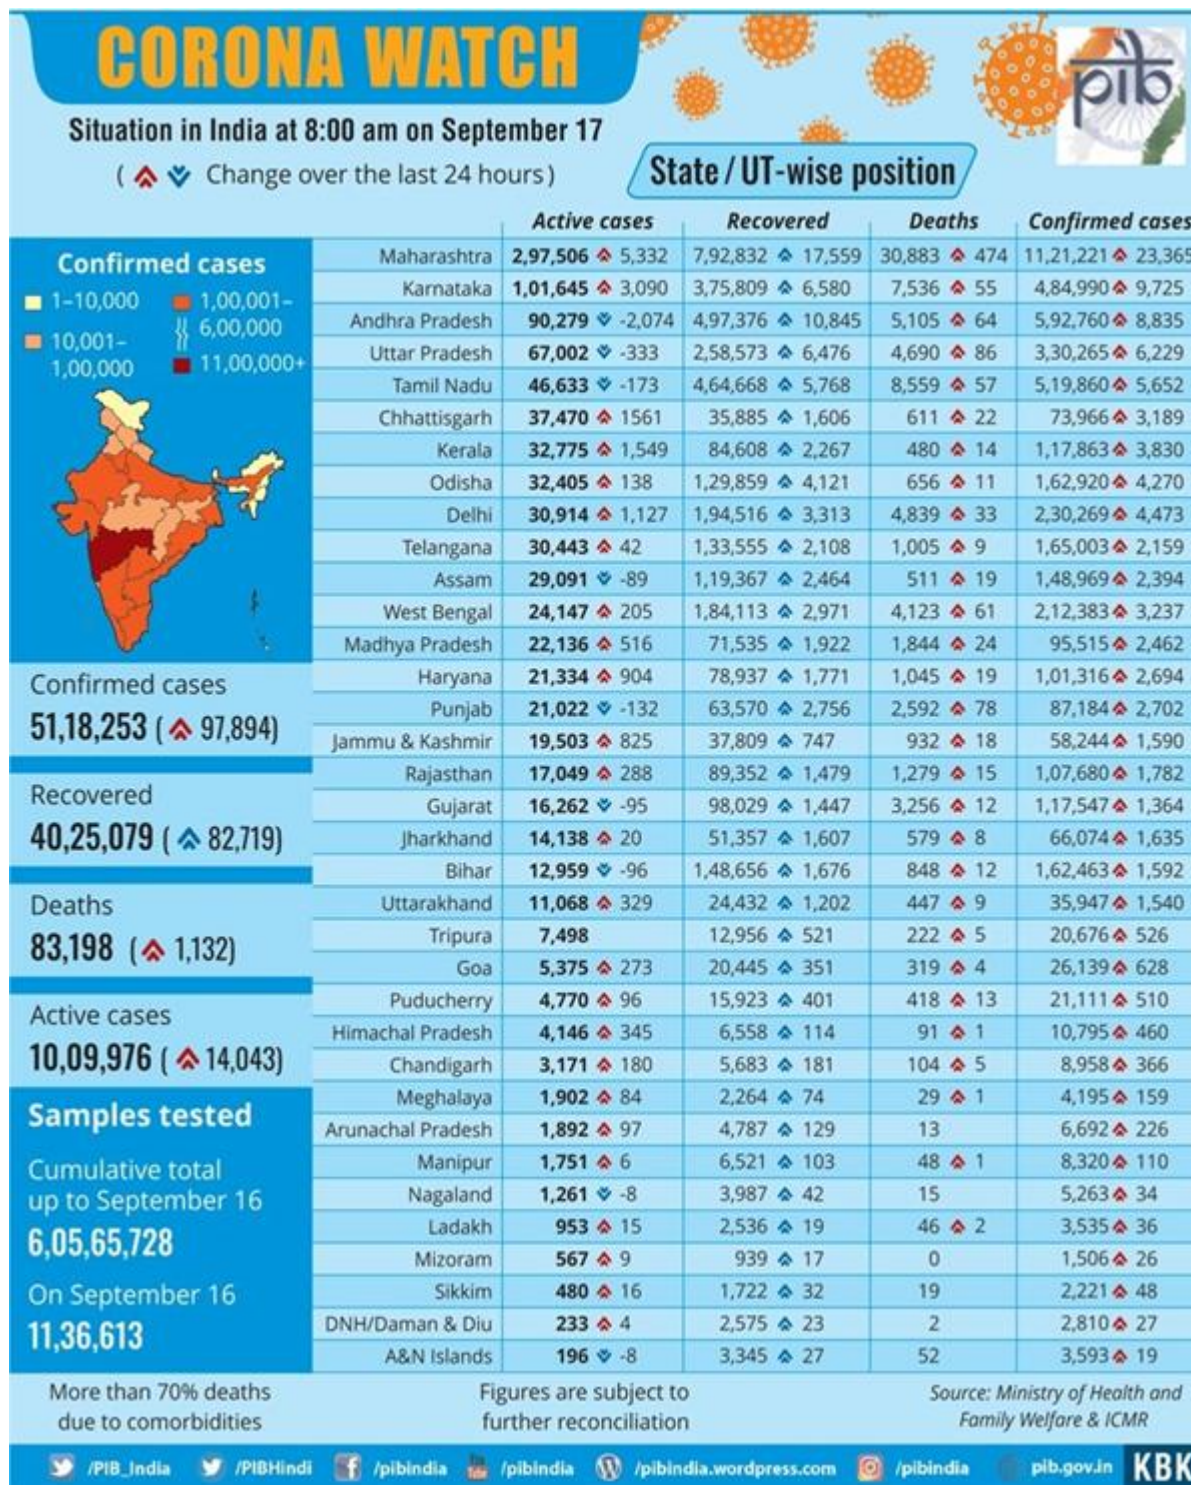 CORONA WATCH
pib
Situation in India at 8:00 am on September 17
( Change over the last 24 hours)
State / UT-wise position
Active cases Recovered Deaths Confirmed cases
Confirmed cases
1–10,000
10,001–
1,00,000
1,00,001–
6,00,000
11,00,000+
Maharashtra 2,97,506 5,332 7,92,832 17,559 30,883 474 11,21,221 23,365
Karnataka 1,01,645 3,090 3,75,809 6,580 7,536 55 4,84,990 9,725
Andhra Pradesh 90,279 -2,074 4,97,376 10,845 5,105 64 5,92,760 8,835
Uttar Pradesh 67,002 -333 2,58,573 6,476 4,690 86 3,30,265 6,229
Tamil Nadu 46,633 -173 4,64,668 5,768 8,559 57 5,19,860 5,652
Chhattisgarh 37,470 1561 35,885 1,606 611 22 73,966 3,189
Kerala 32,775 1,549 84,608 2,267 480 14 1,17,863 3,830
Odisha 32,405 138 1,29,859 4,121 656 11 1,62,920 4,270
Delhi 30,914 1,127 1,94,516 3,313 4,839 33 2,30,269 4,473
Telangana 30,443 42 1,33,555 2,108 1,005 9 1,65,003 2,159
Assam 29,091 -89 1,19,367 2,464 511 19 1,48,969 2,394
West Bengal 24,147 205 1,84,113 2,971 4,123 61 2,12,383 3,237
Madhya Pradesh 22,136 516 71,535 1,922 1,844 24 95,515 2,462
Haryana 21,334 904 78,937 1,771 1,045 19 1,01,316 2,694
Punjab 21,022 -132 63,570 2,756 2,592 78 87,184 2,702
Jammu & Kashmir 19,503 825 37,809 747 932 18 58,244 1,590
Rajasthan 17,049 288 89,352 1,479 1,279 15 1,07,680 1,782
Gujarat 16,262 -95 98,029 1,447 3,256 12 1,17,547 1,364
Jharkhand 14,138 20 51,357 1,607 579 8 66,074 1,635
Bihar 12,959 -96 1,48,656 1,676 848 12 1,62,463 1,592
Uttarakhand 11,068 329 24,432 1,202 447 9 35,947 1,540
Tripura 7,498 12,956 521 222 5 20,676 526
Goa 5,375 273 20,445 351 319 4 26,139 628
Puducherry 4,770 96 15,923 401 418 13 21,111 510
Himachal Pradesh 4,146 345 6,558 114 91 1 10,795 460
Chandigarh 3,171 180 5,683 181 104 5 8,958 366
Meghalaya 1,902 84 2,264 74 29 1 4,195 159
Arunachal Pradesh 1,892 97 4,787 129 13 6,692 226
Manipur 1,751 6 6,521 103 48 1 8,320 110
Nagaland 1,261 -8 3,987 42 15 5,263 34
Ladakh 953 15 2,536 19 46 2 3,535 36
Mizoram 567 9 939 17 0 1,506 26
Sikkim 480 16 1,722 32 19 2,221 48
DNH/Daman & Diu 233 4 2,575 23 2 2,810 27
A&N Islands 196 -8 3,345 27 52 3,593 19
Confirmed cases
51,18,253 ( 97,894)
Recovered
40,25,079 ( 82,719)
Deaths
83,198 ( 1,132)
Active cases
10,09,976 ( 14,043)
Samples tested
Cumulative total
up to September 16
6,05,65,728
On September 16
11,36,613
More than 70% deaths
due to comorbidities
Figures are subject to
further reconciliation
Source: Ministry of Health and
Family Welfare & ICMR
/PIB_India /PIBHindi /pibindia /pibindia /pibindia.wordpress.com /pibindia pib.gov.in KBK